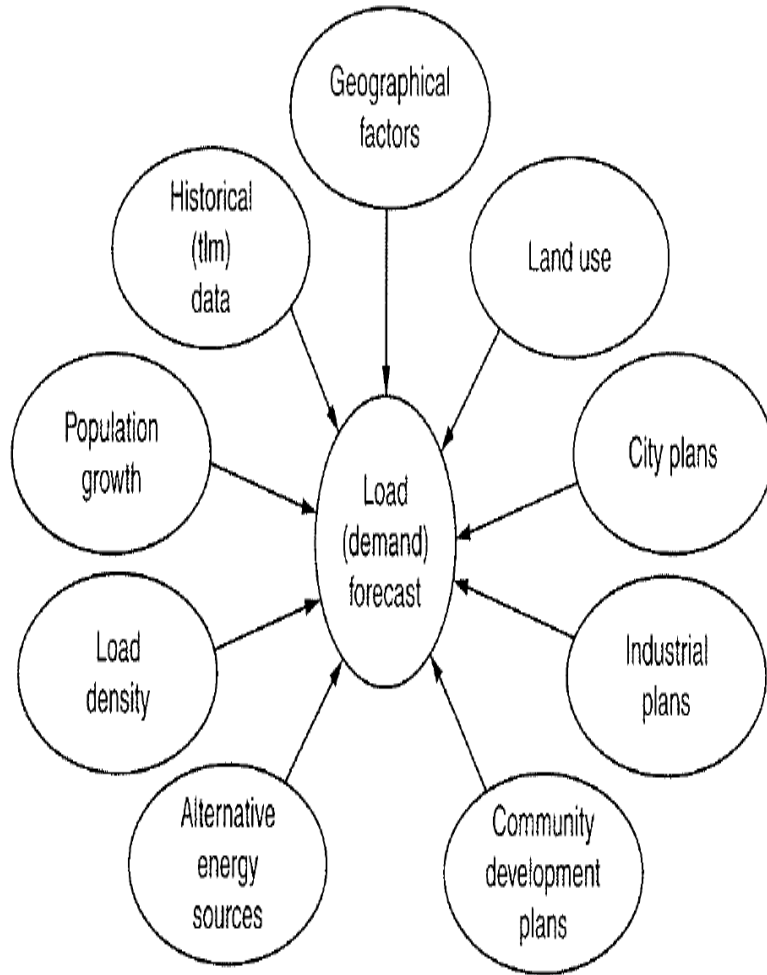 Geographical
factors
Historical
(tlm)
data
Land use
Population
growth
City plans
Load
(demand)
forecast
Load
density
Industrial
plans
Alternative
energy
sources
Community
development
plans